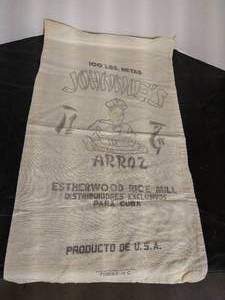 100 LBS. NETAS
JOHNNIE'S
ARROZ
ESTHERWOOD RICE MILL
DISTRIBUIDORES EXCLUSIVOS
PARA CUBA
PRODUCTO DE U.S.A.